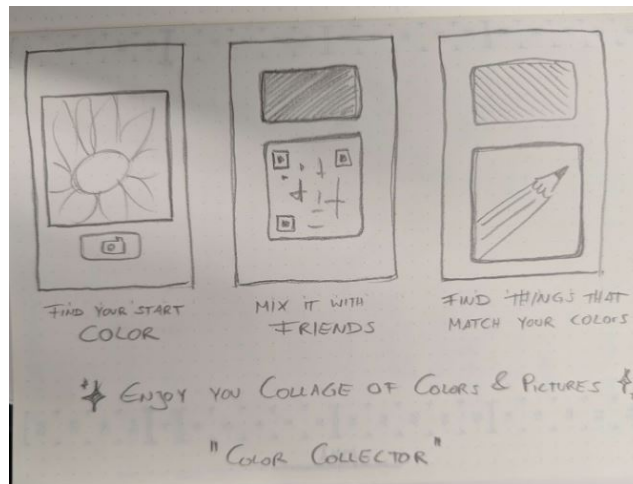 FIND YOUR START
COLOR
MIX IT WITH
FRIENDS
FIND THINGS THAT
MATCH YOUR COLORS
ENJOY YOU COLLAGE OF COLORS & PICTURES
"COLOR COLLECTOR"